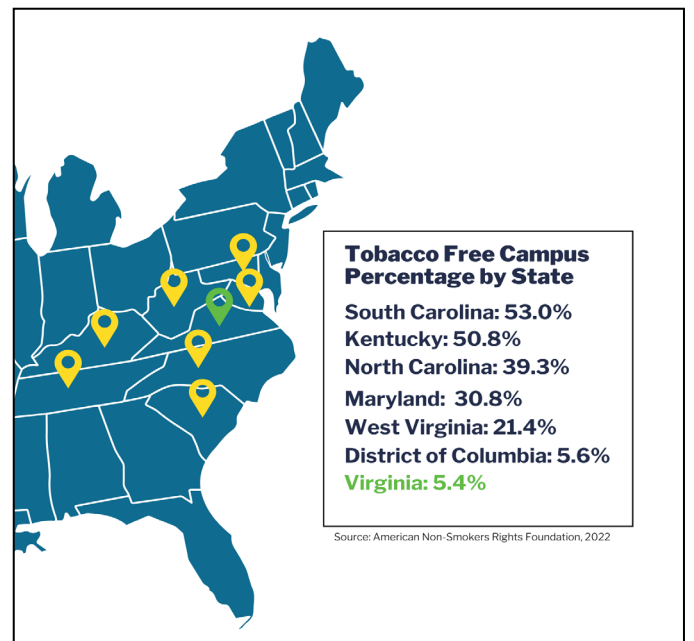 Tobacco Free Campus
Percentage by State
South Carolina: 53.0%
Kentucky: 50.8%
North Carolina: 39.3%
Maryland: 30.8%
West Virginia: 21.4%
District of Columbia: 5.6%
Virginia: 5.4%
Source: American Non-Smokers Rights Foundation, 2022